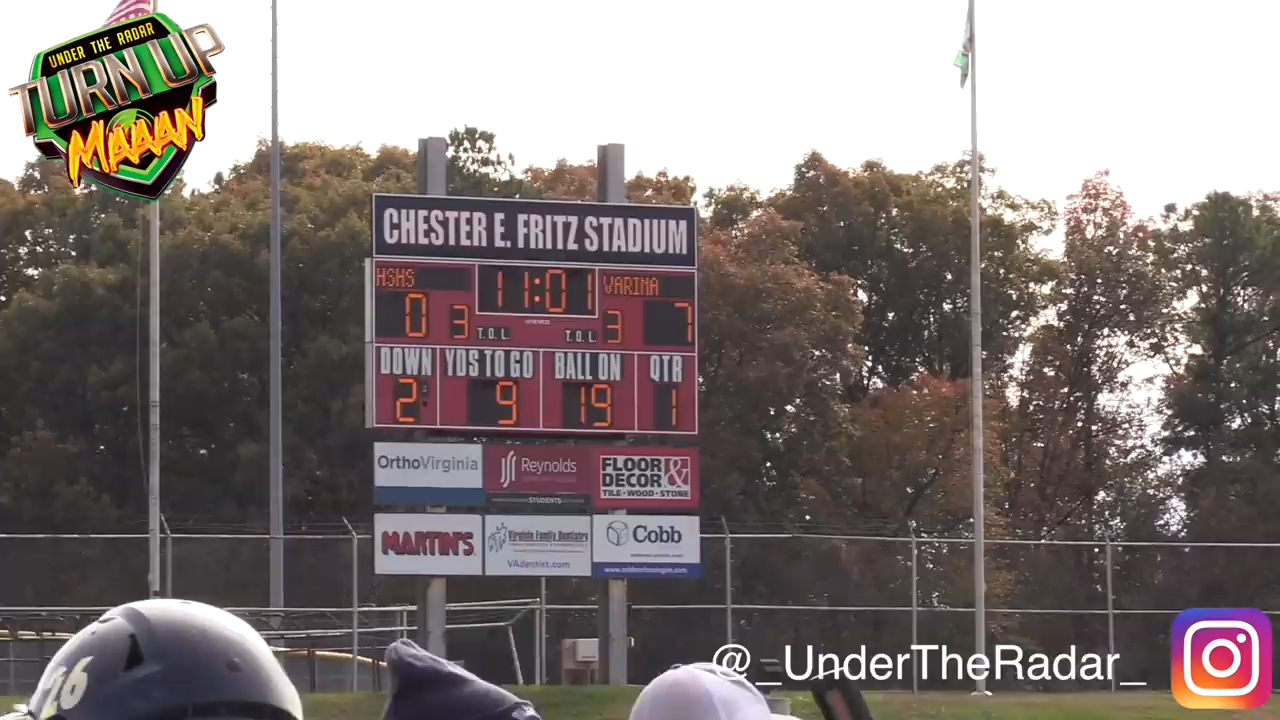 UNDER THE RADAR
TURN UP
MAAAN
CHESTER E. FRITZ STADIUM
HSHS 11:01 VARINA
0 3 T.O.L. T.O.L. 3 7
DOWN YDS TO GO BALL ON QTR
2 9 19 1
OrthoVirginia Reynolds FLOOR & DECOR
TILE • WOOD • STONE
STUDENTS
MARTIN'S Virginia Family Dentistry Cobb
VAdentist.com
26
@_UnderTheRadar_